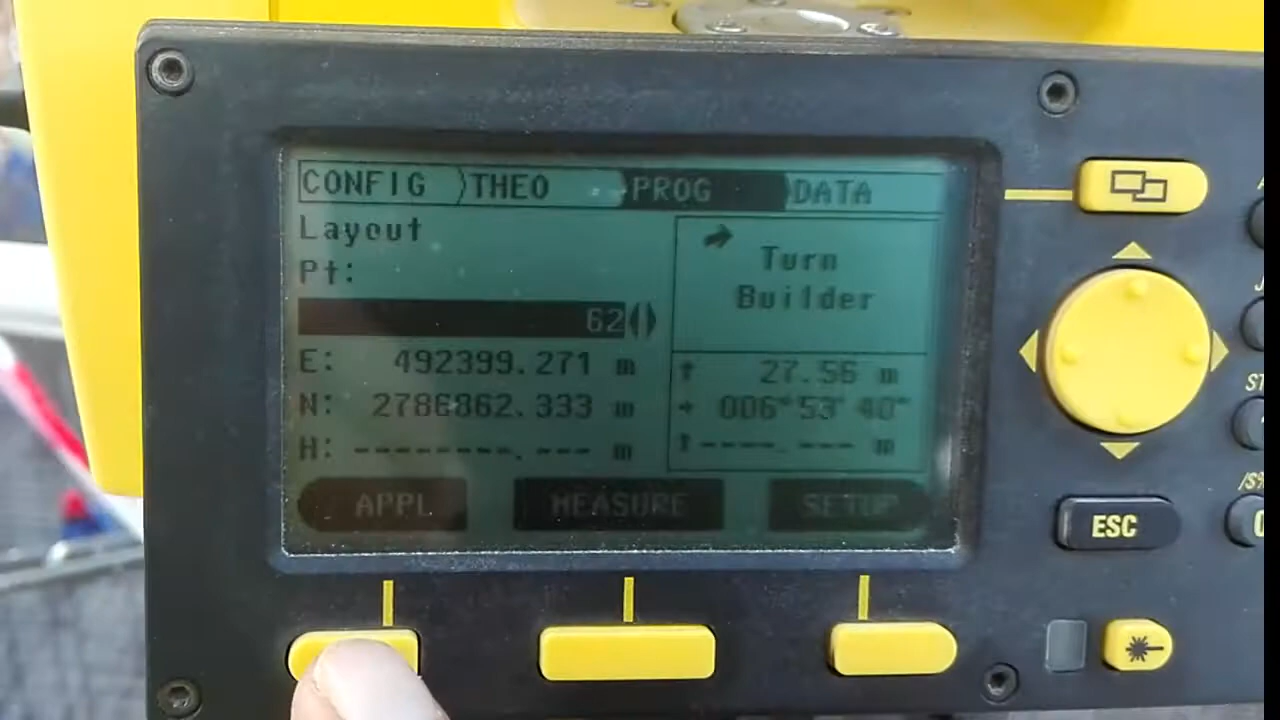 CONFIG THEO PROG DATA
Layout
Pt:
62
E: 492399.271 m
N: 2786862.333 m
H: -------.--- m
Turn
Builder
27.56 m
006°53'40"
----.--- m
APPL MEASURE SETUP
ESC